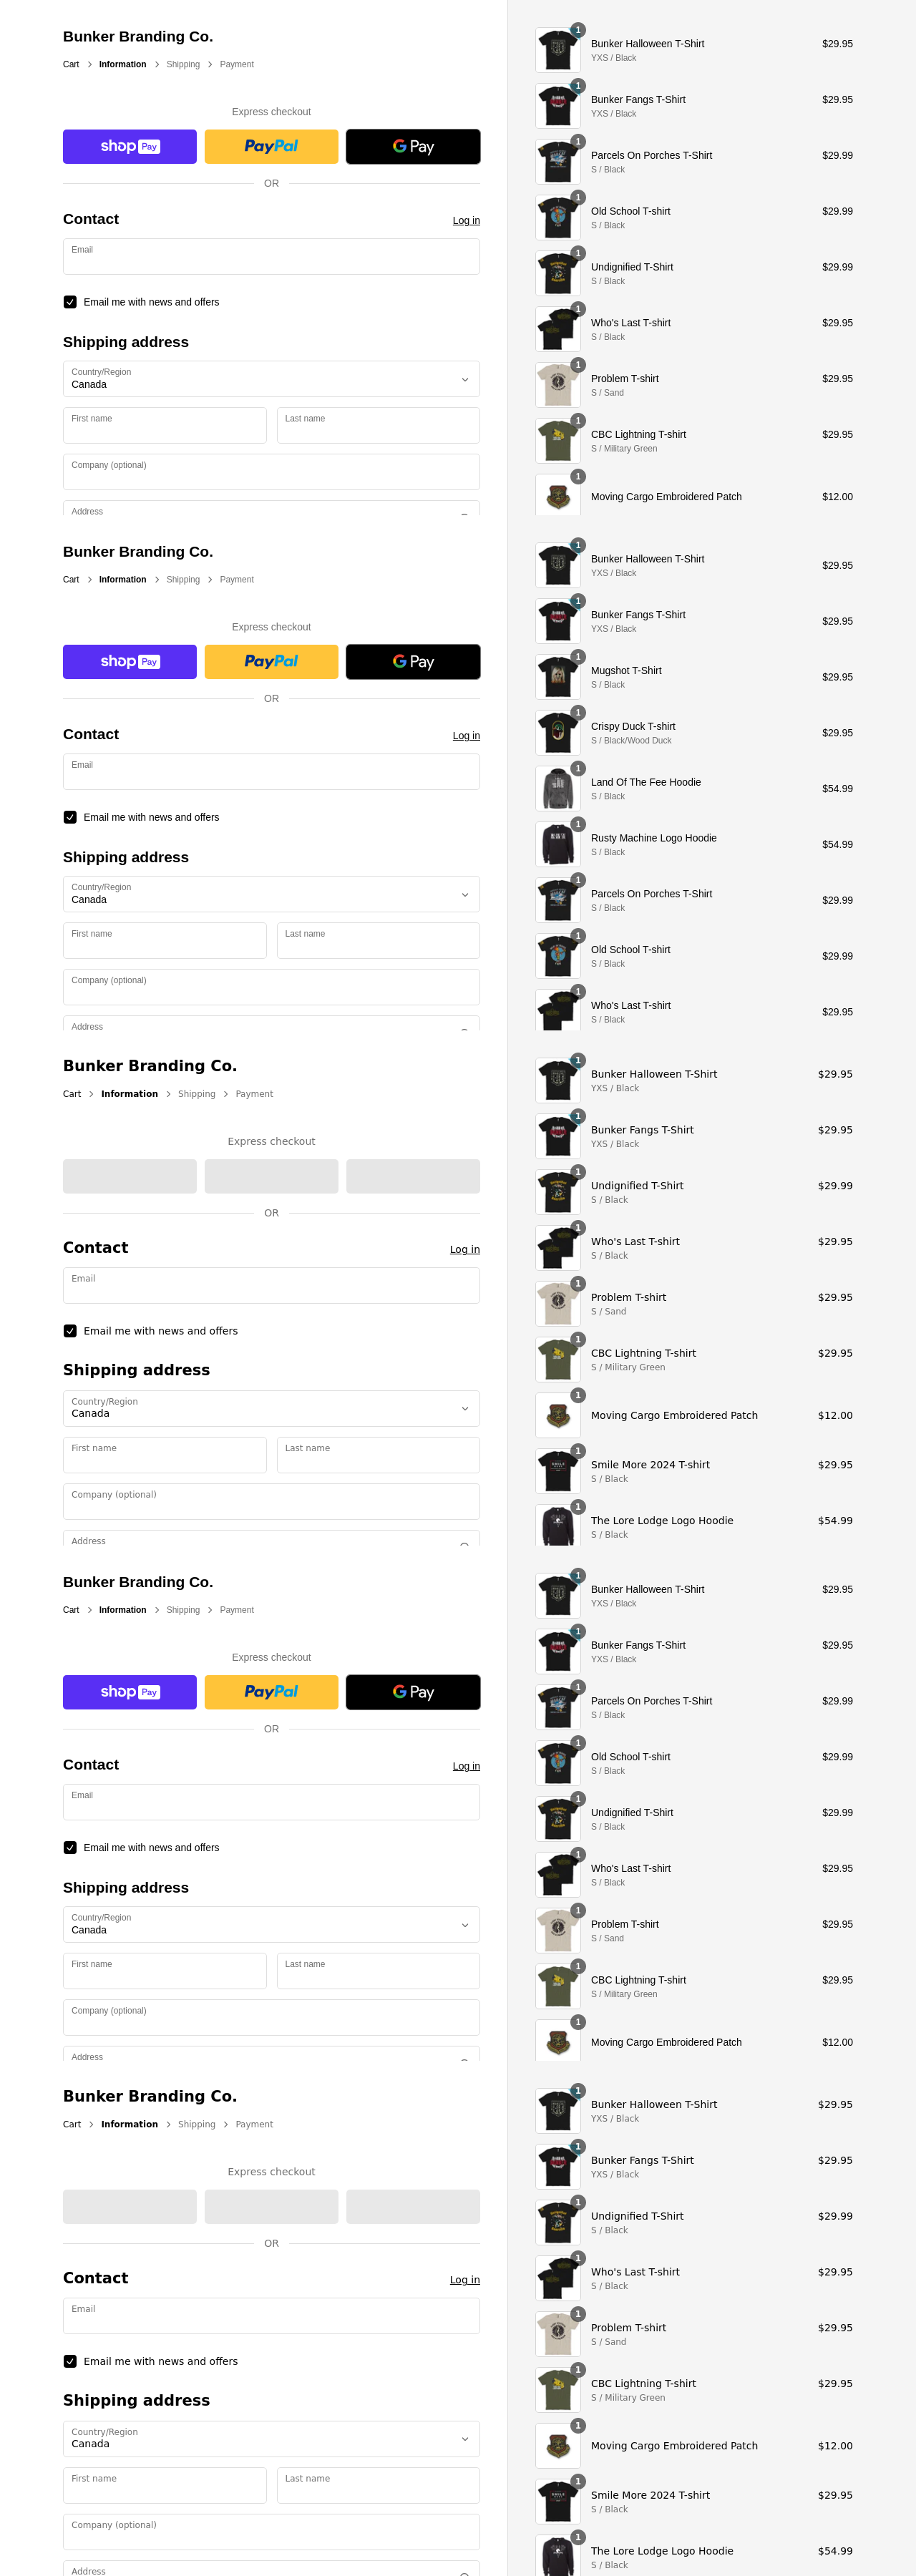 Bunker Branding Co.
Cart > Information > Shipping > Payment
Express checkout
shop Pay
PayPal
G Pay
OR
Contact
Log in
Email
Email me with news and offers
Shipping address
Country/Region
Canada
First name
Last name
Company (optional)
Address
1
Bunker Halloween T-Shirt
$29.95
YXS / Black
1
Bunker Fangs T-Shirt
$29.95
YXS / Black
1
Parcels On Porches T-Shirt
$29.99
S / Black
1
Old School T-shirt
$29.99
S / Black
1
Undignified T-Shirt
$29.99
S / Black
1
Who's Last T-shirt
$29.95
S / Black
1
Problem T-shirt
$29.95
S / Sand
1
CBC Lightning T-shirt
$29.95
S / Military Green
1
Moving Cargo Embroidered Patch
$12.00
Bunker Branding Co.
Cart > Information > Shipping > Payment
Express checkout
shop Pay
PayPal
G Pay
OR
Contact
Log in
Email
Email me with news and offers
Shipping address
Country/Region
Canada
First name
Last name
Company (optional)
Address
1
Bunker Halloween T-Shirt
$29.95
YXS / Black
1
Bunker Fangs T-Shirt
$29.95
YXS / Black
1
Mugshot T-Shirt
$29.95
S / Black
1
Crispy Duck T-shirt
$29.95
S / Black/Wood Duck
1
Land Of The Fee Hoodie
$54.99
S / Black
1
Rusty Machine Logo Hoodie
$54.99
S / Black
1
Parcels On Porches T-Shirt
$29.99
S / Black
1
Old School T-shirt
$29.99
S / Black
1
Who's Last T-shirt
$29.95
S / Black
Bunker Branding Co.
Cart > Information > Shipping > Payment
Express checkout
OR
Contact
Log in
Email
Email me with news and offers
Shipping address
Country/Region
Canada
First name
Last name
Company (optional)
Address
1
Bunker Halloween T-Shirt
$29.95
YXS / Black
1
Bunker Fangs T-Shirt
$29.95
YXS / Black
1
Undignified T-Shirt
$29.99
S / Black
1
Who's Last T-shirt
$29.95
S / Black
1
Problem T-shirt
$29.95
S / Sand
1
CBC Lightning T-shirt
$29.95
S / Military Green
1
Moving Cargo Embroidered Patch
$12.00
1
Smile More 2024 T-shirt
$29.95
S / Black
1
The Lore Lodge Logo Hoodie
$54.99
S / Black
Bunker Branding Co.
Cart > Information > Shipping > Payment
Express checkout
shop Pay
PayPal
G Pay
OR
Contact
Log in
Email
Email me with news and offers
Shipping address
Country/Region
Canada
First name
Last name
Company (optional)
Address
1
Bunker Halloween T-Shirt
$29.95
YXS / Black
1
Bunker Fangs T-Shirt
$29.95
YXS / Black
1
Parcels On Porches T-Shirt
$29.99
S / Black
1
Old School T-shirt
$29.99
S / Black
1
Undignified T-Shirt
$29.99
S / Black
1
Who's Last T-shirt
$29.95
S / Black
1
Problem T-shirt
$29.95
S / Sand
1
CBC Lightning T-shirt
$29.95
S / Military Green
1
Moving Cargo Embroidered Patch
$12.00
Bunker Branding Co.
Cart > Information > Shipping > Payment
Express checkout
OR
Contact
Log in
Email
Email me with news and offers
Shipping address
Country/Region
Canada
First name
Last name
Company (optional)
Address
1
Bunker Halloween T-Shirt
$29.95
YXS / Black
1
Bunker Fangs T-Shirt
$29.95
YXS / Black
1
Undignified T-Shirt
$29.99
S / Black
1
Who's Last T-shirt
$29.95
S / Black
1
Problem T-shirt
$29.95
S / Sand
1
CBC Lightning T-shirt
$29.95
S / Military Green
1
Moving Cargo Embroidered Patch
$12.00
1
Smile More 2024 T-shirt
$29.95
S / Black
1
The Lore Lodge Logo Hoodie
$54.99
S / Black